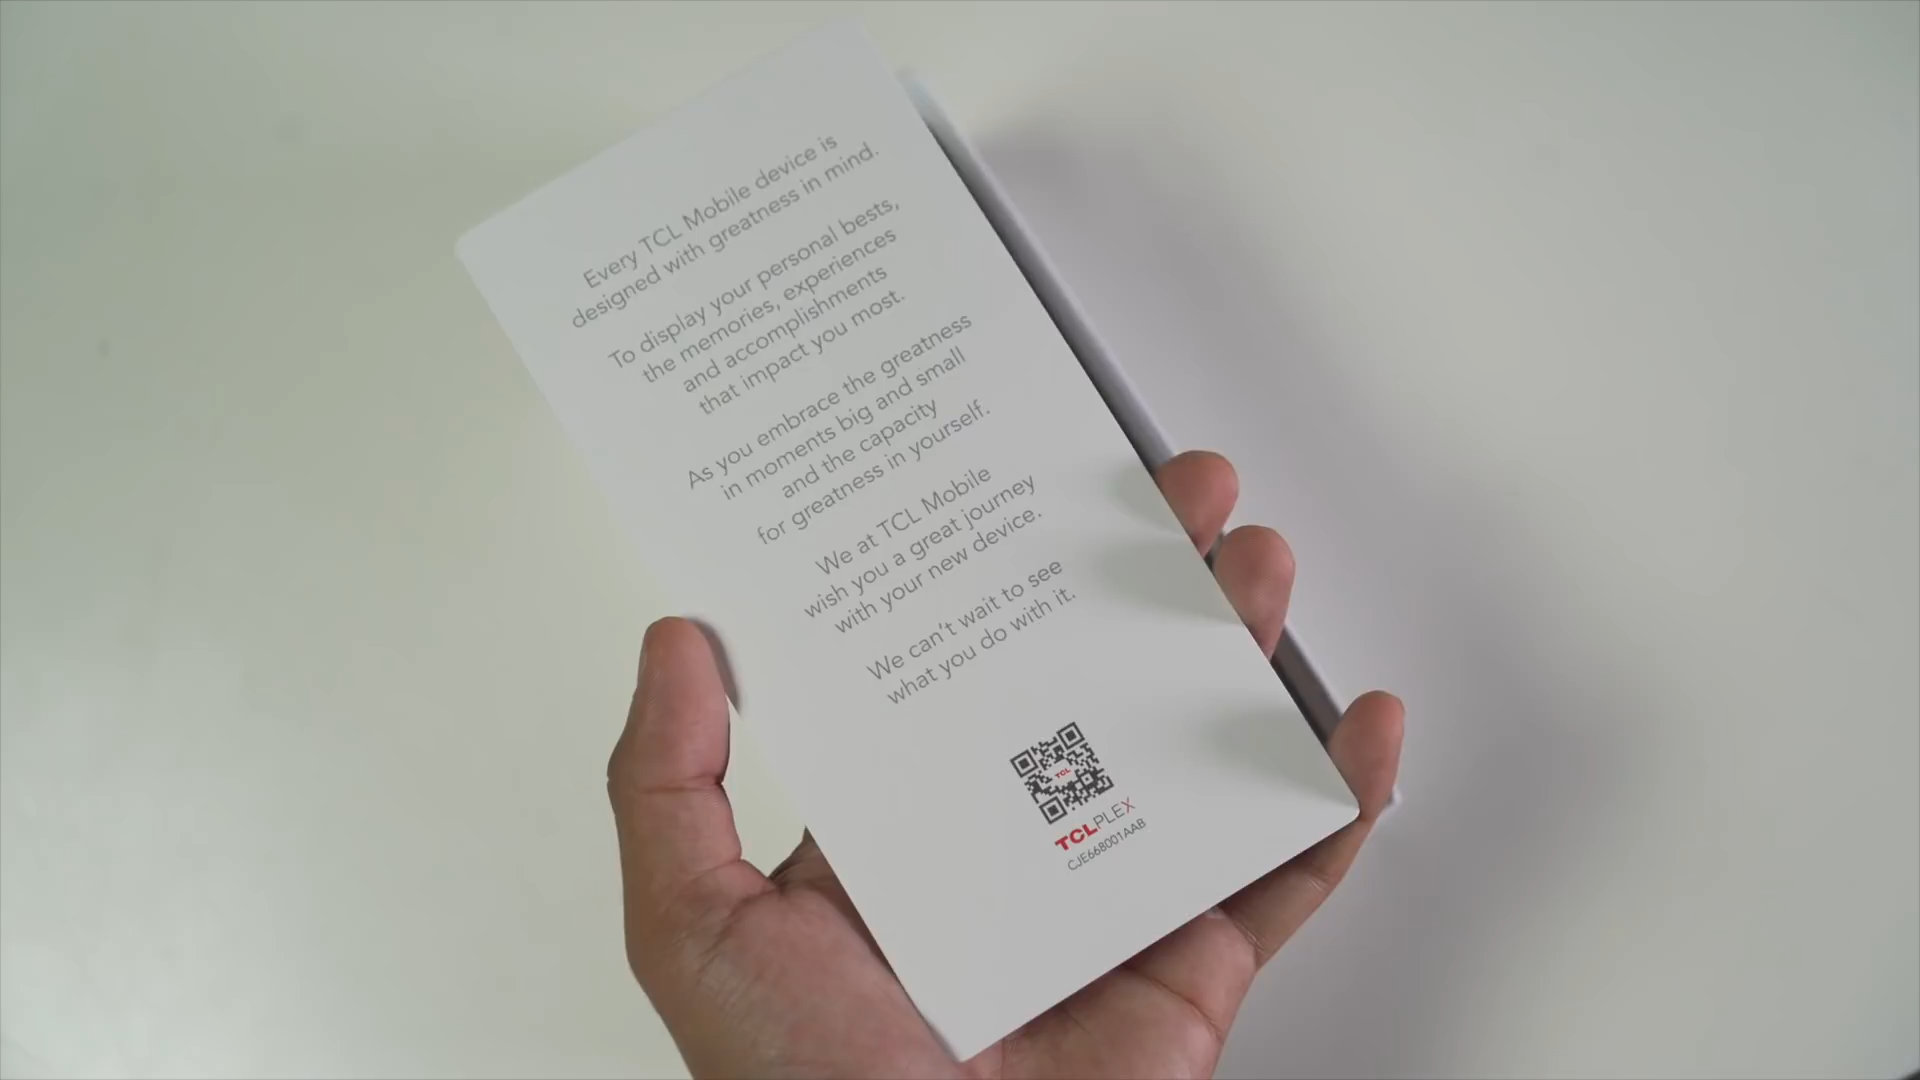 Every TCL Mobile device is
designed with greatness in mind.
To display your personal bests,
the memories, experiences
and accomplishments
that impact you most.
As you embrace the greatness
in moments big and small
and the capacity
for greatness in yourself.
We at TCL Mobile
wish you a great journey
with your new device.
We can't wait to see
what you do with it.
TCL
TCLPLEX
CJE668001AAB